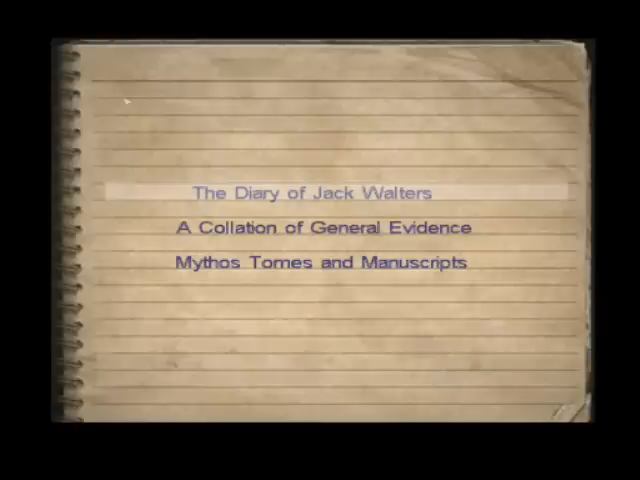 The Diary of Jack Walters
A Collation of General Evidence
Mythos Tomes and Manuscripts